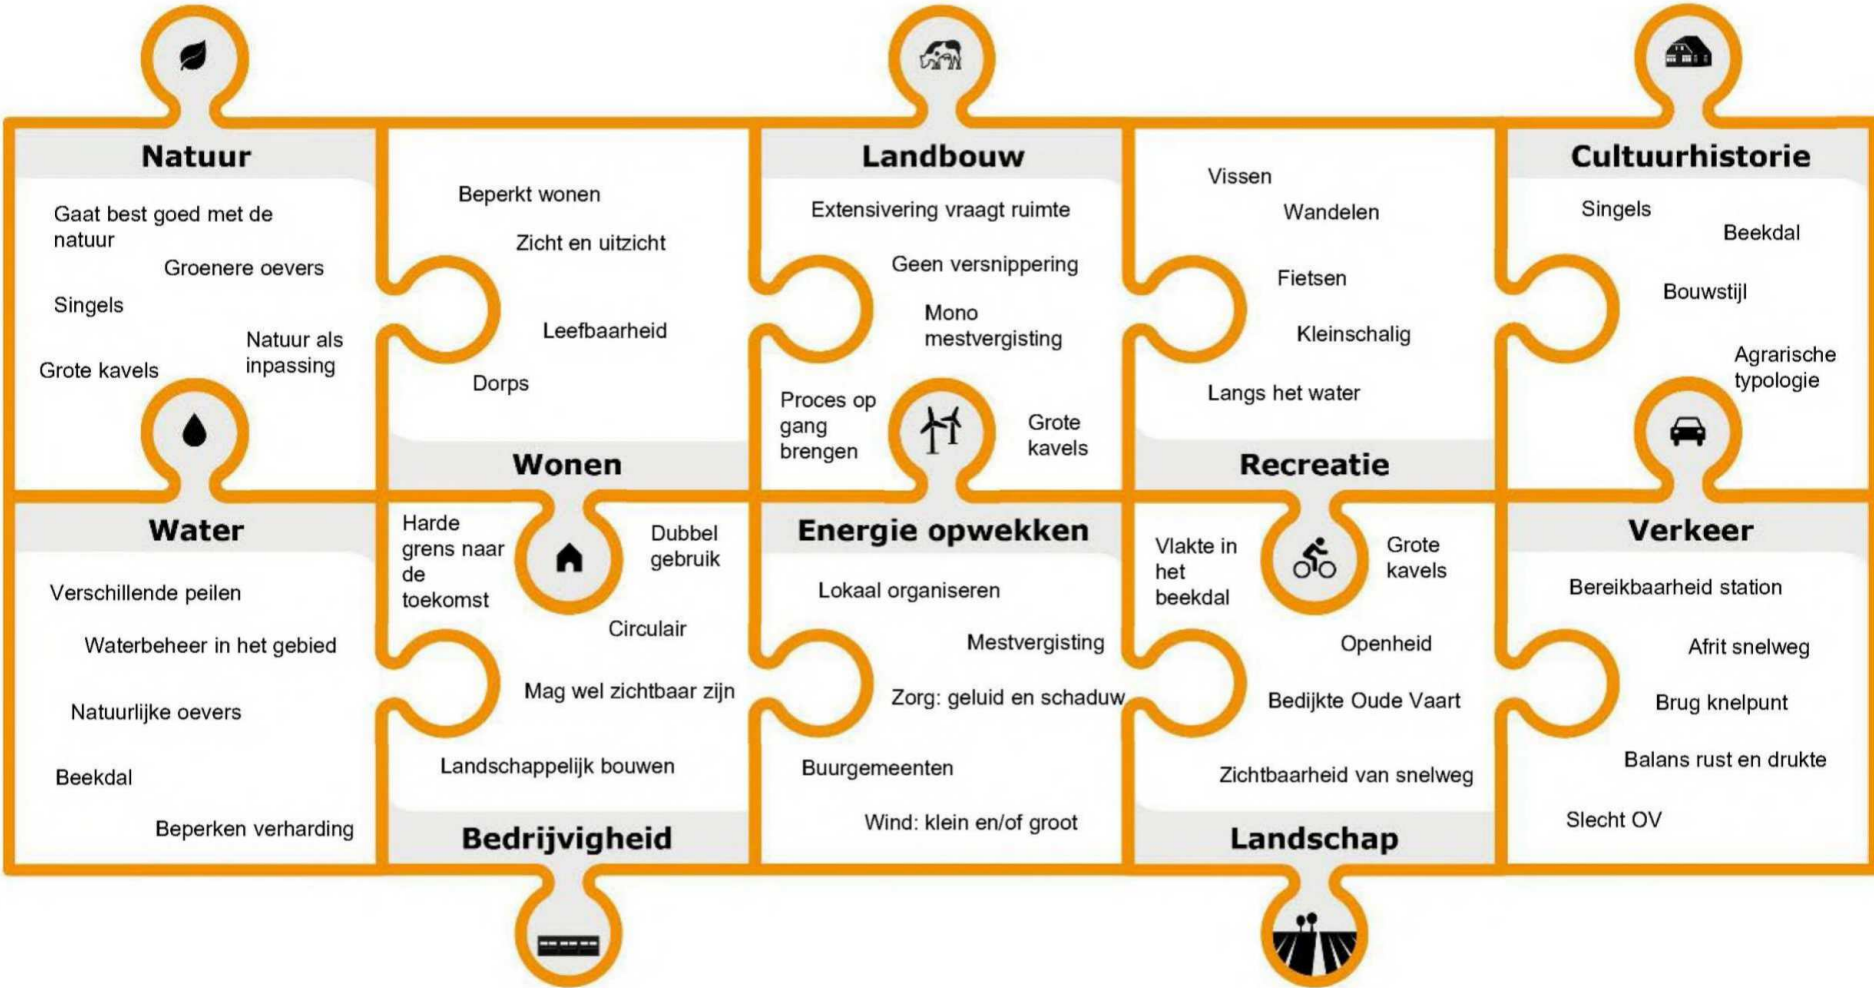 Natuur
Gaat best goed met de
natuur
Groenere oevers
Singels
Natuur als
inpassing
Grote kavels
Beperkt wonen
Zicht en uitzicht
Leefbaarheid
Dorps
Wonen
Landbouw
Extensivering vraagt ruimte
Geen versnippering
Mono
mestvergisting
Proces op
gang
brengen
Grote
kavels
Vissen
Wandelen
Fietsen
Kleinschalig
Langs het water
Recreatie
Cultuurhistorie
Singels
Beekdal
Bouwstijl
Agrarische
typologie
Water
Verschillende peilen
Waterbeheer in het gebied
Natuurlijke oevers
Beekdal
Beperken verharding
Harde
grens naar
de
toekomst
Dubbel
gebruik
Circulair
Mag wel zichtbaar zijn
Landschappelijk bouwen
Bedrijvigheid
Energie opwekken
Lokaal organiseren
Mestvergisting
Zorg: geluid en schaduw
Buurgemeenten
Wind: klein en/of groot
Vlakte in
het
beekdal
Grote
kavels
Openheid
Bedijkte Oude Vaart
Zichtbaarheid van snelweg
Landschap
Verkeer
Bereikbaarheid station
Afrit snelweg
Brug knelpunt
Balans rust en drukte
Slecht OV